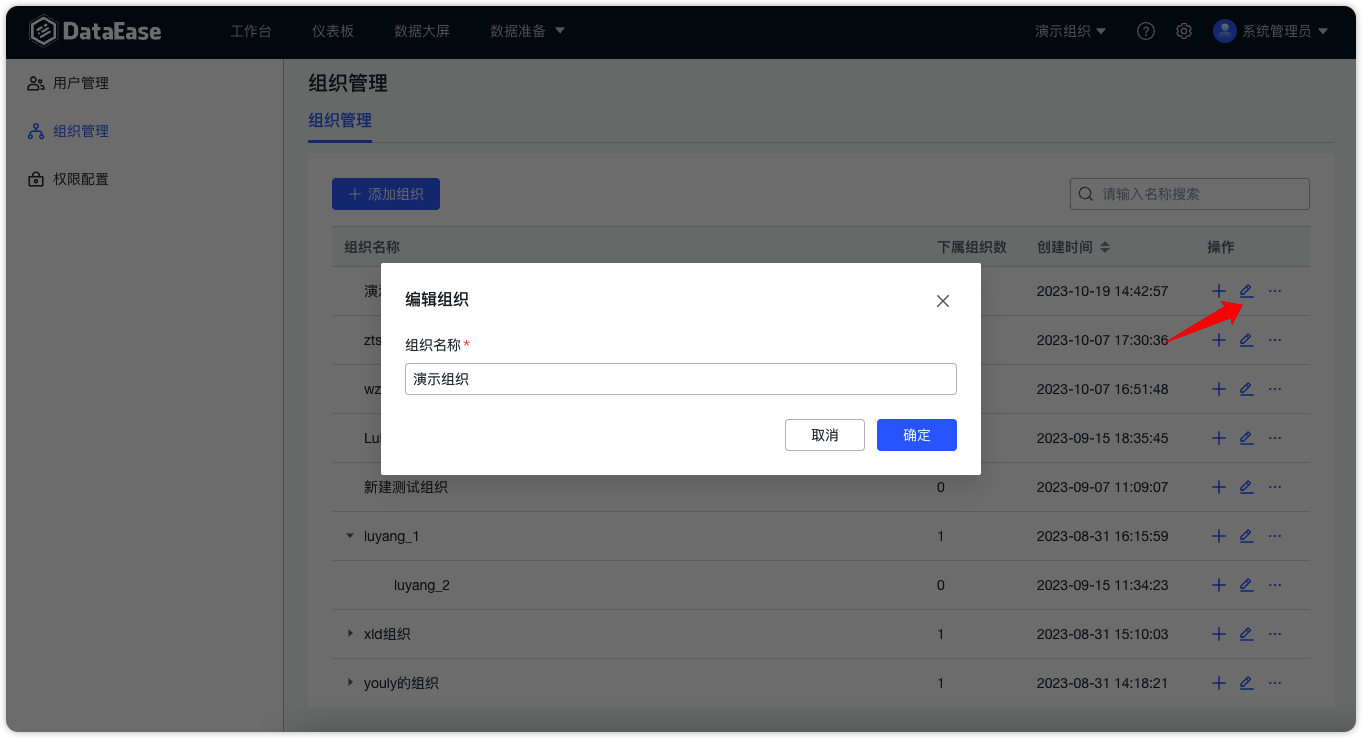 DataEase 工作台 仪表板 数据大屏 数据准备 演示组织 系统管理员
用户管理
组织管理
权限配置
组织管理
组织管理
添加组织 请输入名称搜索
组织名称 下属组织数 创建时间 操作
2023-10-19 14:42:57
zts 2023-10-07 17:30:36
wz 2023-10-07 16:51:48
2023-09-15 18:35:45
编辑组织
组织名称*
演示组织
取消 确定
新建测试组织 0 2023-09-07 11:09:07
luyang_1 1 2023-08-31 16:15:59
luyang_2 0 2023-09-15 11:34:23
xld组织 1 2023-08-31 15:10:03
youly的组织 1 2023-08-31 14:18:21